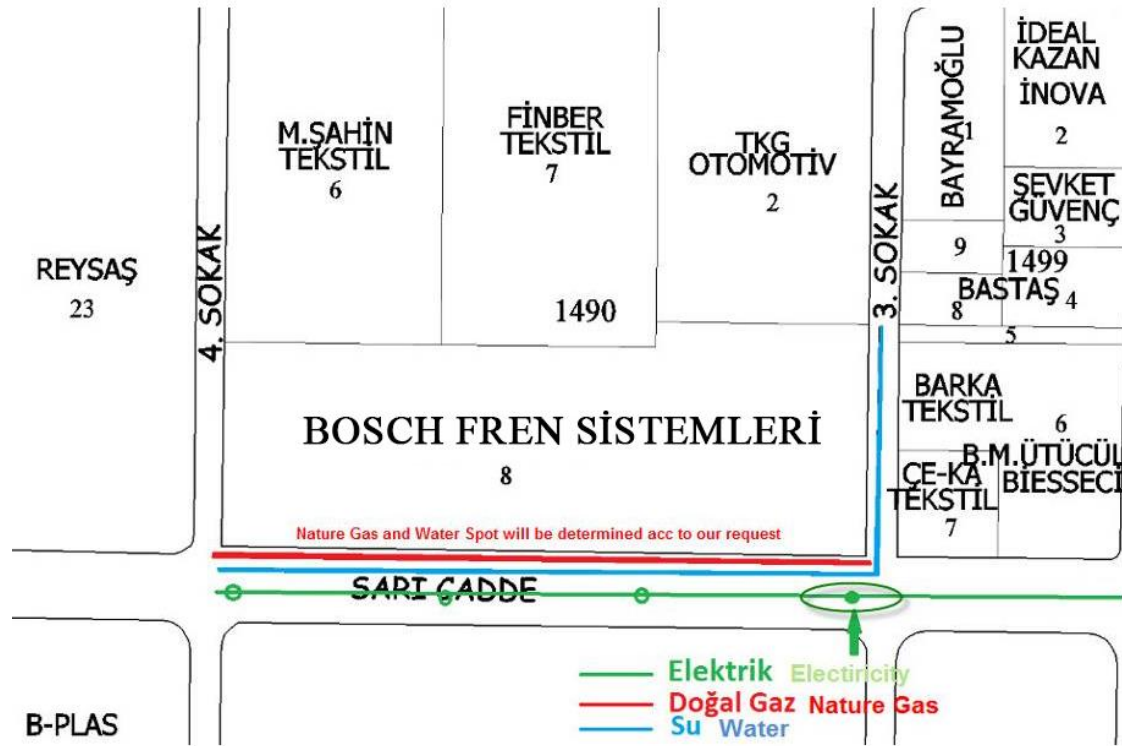 REYSAŞ
23
4. SOKAK
M.ŞAHİN
TEKSTİL
6
FİNBER
TEKSTİL
7
TKG
OTOMOTİV
2
1490
3. SOKAK
BAYRAMOĞLU
1
İDEAL
KAZAN
İNOVA
2
ŞEVKET
GÜVENÇ
3
9
1499
BASTAŞ
8
4
5
BARKA
TEKSTİL
6
B.M.ÜTÜCÜL
BİESSECİ
ÇE-KA
TEKSTİL
7
BOSCH FREN SİSTEMLERİ
8
Nature Gas and Water Spot will be determined acc to our request
SARI CADDE
Elektrik Electiricity
Doğal Gaz Nature Gas
Su Water
B-PLAS